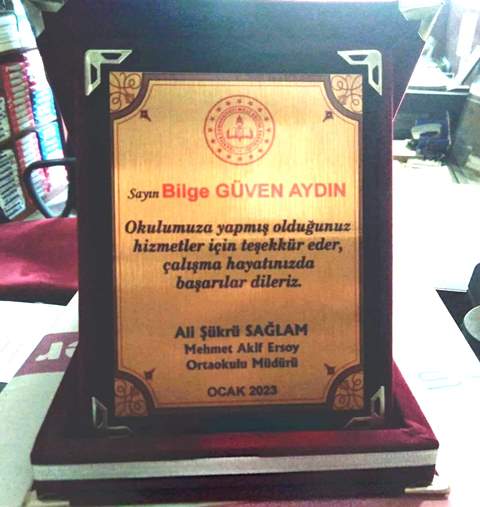 Sayın Bilge GÜVEN AYDIN
Okulumuza yapmış olduğunuz
hizmetler için teşekkür eder,
çalışma hayatınızda
başarılar dileriz.
Ali Şükrü SAĞLAM
Mehmet Akif Ersoy
Ortaokulu Müdürü
OCAK 2023